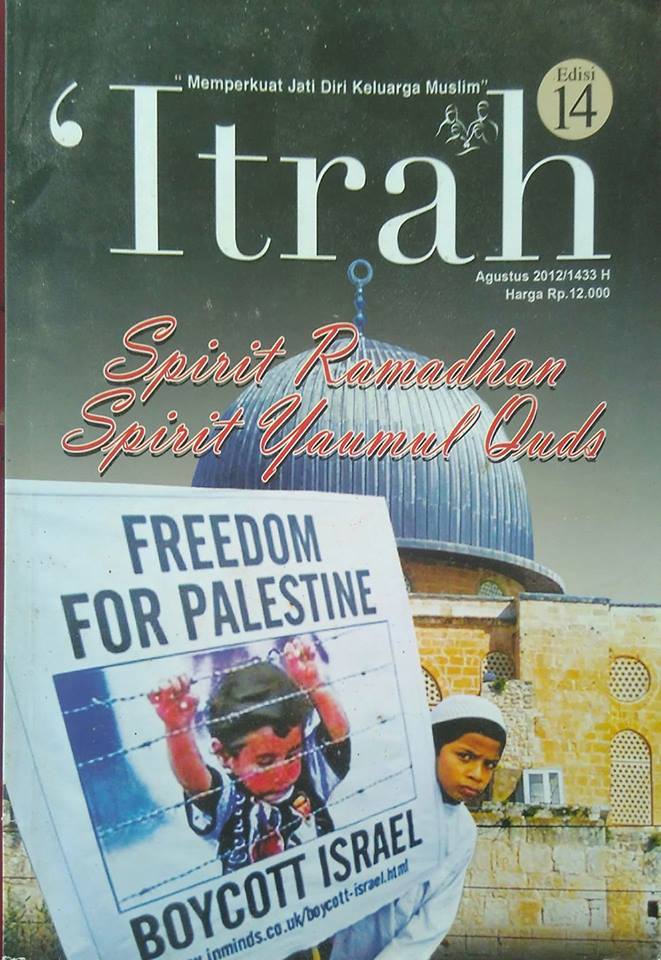 " Memperkuat Jati Diri Keluarga Muslim"
Edisi
14
‘Itrah
Agustus 2012/1433 H
Harga Rp.12.000
Spirit Ramadhan
Spirit Yaumul Quds
FREEDOM
FOR PALESTINE
BOYCOTT ISRAEL
.inminds.co.uk/boycott-israel.html